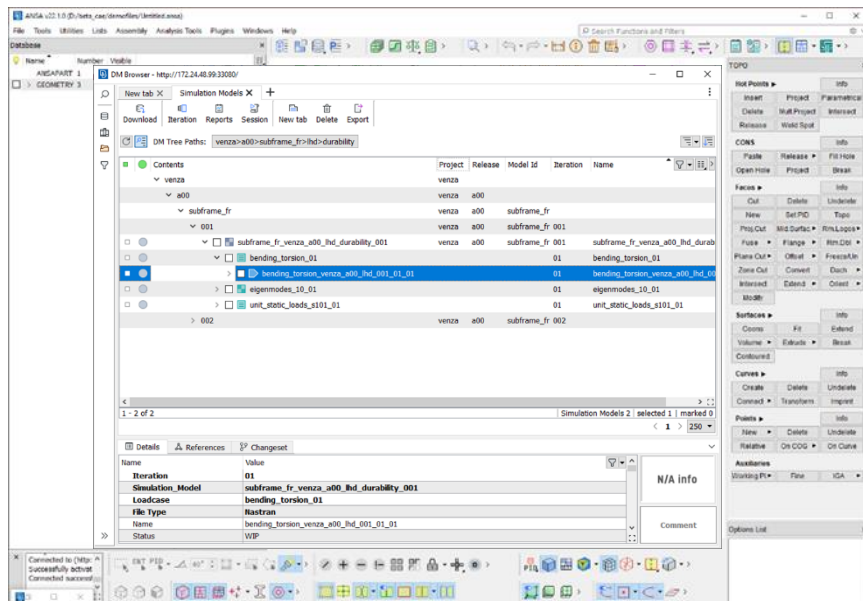 ANSA v22.1.0 (D:/beta_cae/demofiles/Untitled.ansa)
File Tools Utilities Lists Assembly Analysis Tools Plugins Windows Help
Search Functions and Filters
Database
Name Number Visible
ANSAPART 1
GEOMETRY 3
DM Browser - http://172.24.48.99:33080/
New tab Simulation Models
Download Iteration Reports Session New tab Delete Export
DM Tree Paths: venza>a00>subframe_fr>lhd>durability
Contents Project Release Model Id Iteration Name
venza venza
a00 venza a00
subframe_fr venza a00 subframe_fr
001 venza a00 subframe_fr 001
subframe_fr_venza_a00_lhd_durability_001 venza a00 subframe_fr 001 subframe_fr_venza_a00_lhd_durab
bending_torsion_01 01 bending_torsion_01
bending_torsion_venza_a00_lhd_001_01_01 01 bending_torsion_venza_a00_lhd_00
eigenmodes_10_01 01 eigenmodes_10_01
unit_static_loads_s101_01 01 unit_static_loads_s101_01
002 venza a00 subframe_fr 002
1 - 2 of 2
Simulation Models 2 selected 1 marked 0
1 250
Details References Changeset
Name Value
Iteration 01
Simulation_Model subframe_fr_venza_a00_lhd_durability_001
Loadcase bending_torsion_01
File Type Nastran
Name bending_torsion_venza_a00_lhd_001_01_01
Status WIP
N/A info
Comment
TOPO
Hot Points Info
Insert Project Parametrical
Delete Mult.Project Intersect
Release Weld Spot
CONS Info
Paste Release Fill Hole
Open Hole Project Break
Faces Info
Cut Delete Undelete
New Set PID Topo
Proj.Cut Mid.Surfac. Rm.Logos
Fuse Flange Rm.Dbl
Plane Cut Offset Freeze/Un
Zone Cut Convert Dach
Intersect Extend Orient
Modify
Surfaces Info
Coons Fit Extend
Volume Extrude Break
Contoured
Curves Info
Create Delete Undelete
Connect Transform Imprint
Points Info
New Delete Undelete
Relative On COG On Curve
Auxiliaries
Working Pl. Fine IGA
Options List
Connected to (http:
Successfully activat
Connected successf
ENT PID
PID